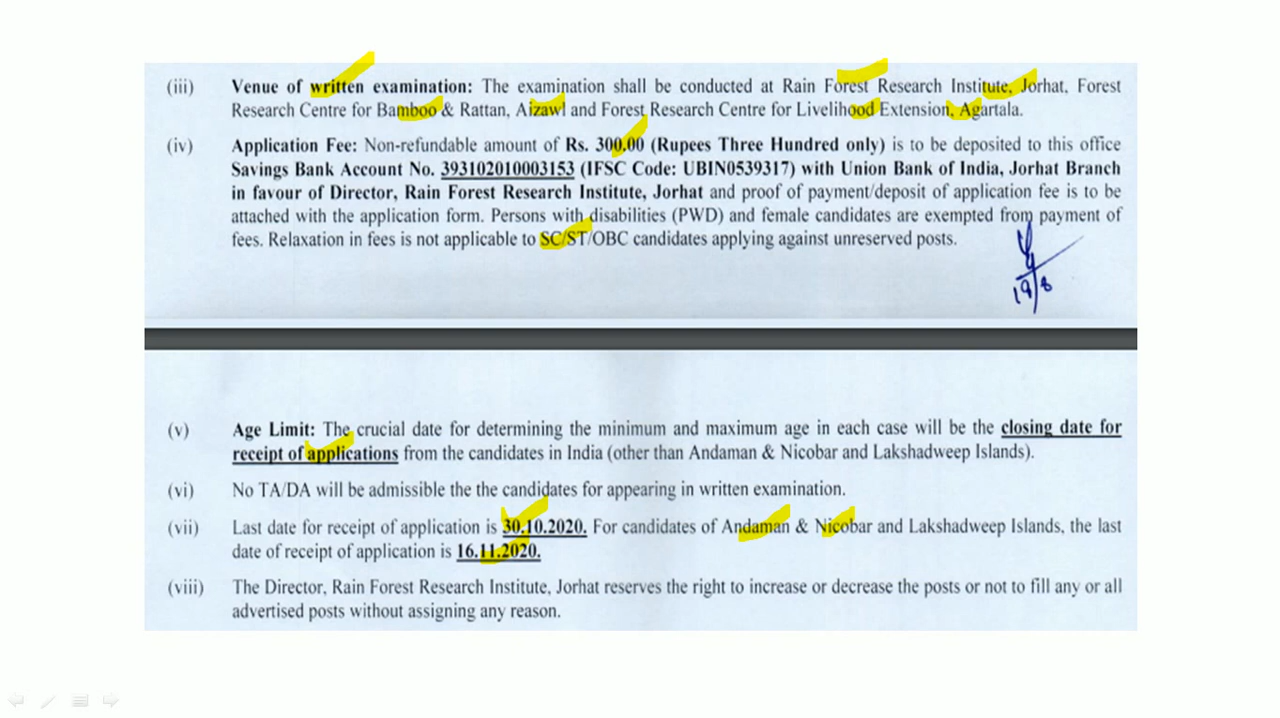 (iii) Venue of written examination: The examination shall be conducted at Rain Forest Research Institute, Jorhat, Forest
Research Centre for Bamboo & Rattan, Aizawl and Forest Research Centre for Livelihood Extension, Agartala.
(iv) Application Fee: Non-refundable amount of Rs. 300.00 (Rupees Three Hundred only) is to be deposited to this office
Savings Bank Account No. 393102010003153 (IFSC Code: UBIN0539317) with Union Bank of India, Jorhat Branch
in favour of Director, Rain Forest Research Institute, Jorhat and proof of payment/deposit of application fee is to be
attached with the application form. Persons with disabilities (PWD) and female candidates are exempted from payment of
fees. Relaxation in fees is not applicable to SC/ST/OBC candidates applying against unreserved posts.
19/8
(v) Age Limit: The crucial date for determining the minimum and maximum age in each case will be the closing date for
receipt of applications from the candidates in India (other than Andaman & Nicobar and Lakshadweep Islands).
(vi) No TA/DA will be admissible the the candidates for appearing in written examination.
(vii) Last date for receipt of application is 30.10.2020. For candidates of Andaman & Nicobar and Lakshadweep Islands, the last
date of receipt of application is 16.11.2020.
(viii) The Director, Rain Forest Research Institute, Jorhat reserves the right to increase or decrease the posts or not to fill any or all
advertised posts without assigning any reason.